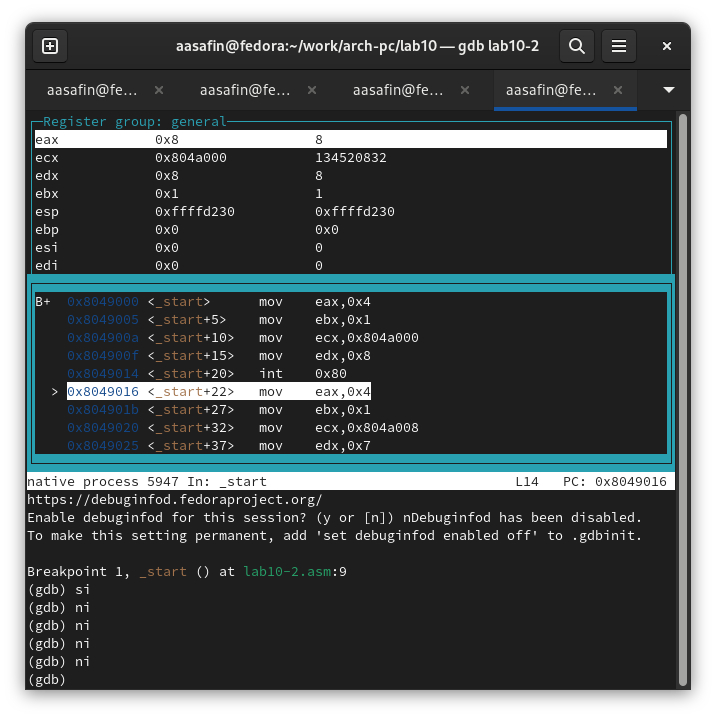 aasafin@fedora:~/work/arch-pc/lab10 — gdb lab10-2
aasafin@fe... × aasafin@fe... × aasafin@fe... × aasafin@fe... ×
Register group: general
eax 0x8 8
ecx 0x804a000 134520832
edx 0x8 8
ebx 0x1 1
esp 0xffffd230 0xffffd230
ebp 0x0 0x0
esi 0x0 0
edi 0x0 0
B+ 0x8049000 <_start> mov eax,0x4
0x8049005 <_start+5> mov ebx,0x1
0x804900a <_start+10> mov ecx,0x804a000
0x804900f <_start+15> mov edx,0x8
0x8049014 <_start+20> int 0x80
> 0x8049016 <_start+22> mov eax,0x4
0x804901b <_start+27> mov ebx,0x1
0x8049020 <_start+32> mov ecx,0x804a008
0x8049025 <_start+37> mov edx,0x7
native process 5947 In: _start L14 PC: 0x8049016
https://debuginfod.fedoraproject.org/
Enable debuginfod for this session? (y or [n]) nDebuginfod has been disabled.
To make this setting permanent, add 'set debuginfod enabled off' to .gdbinit.
Breakpoint 1, _start () at lab10-2.asm:9
(gdb) si
(gdb) ni
(gdb) ni
(gdb) ni
(gdb) ni
(gdb)